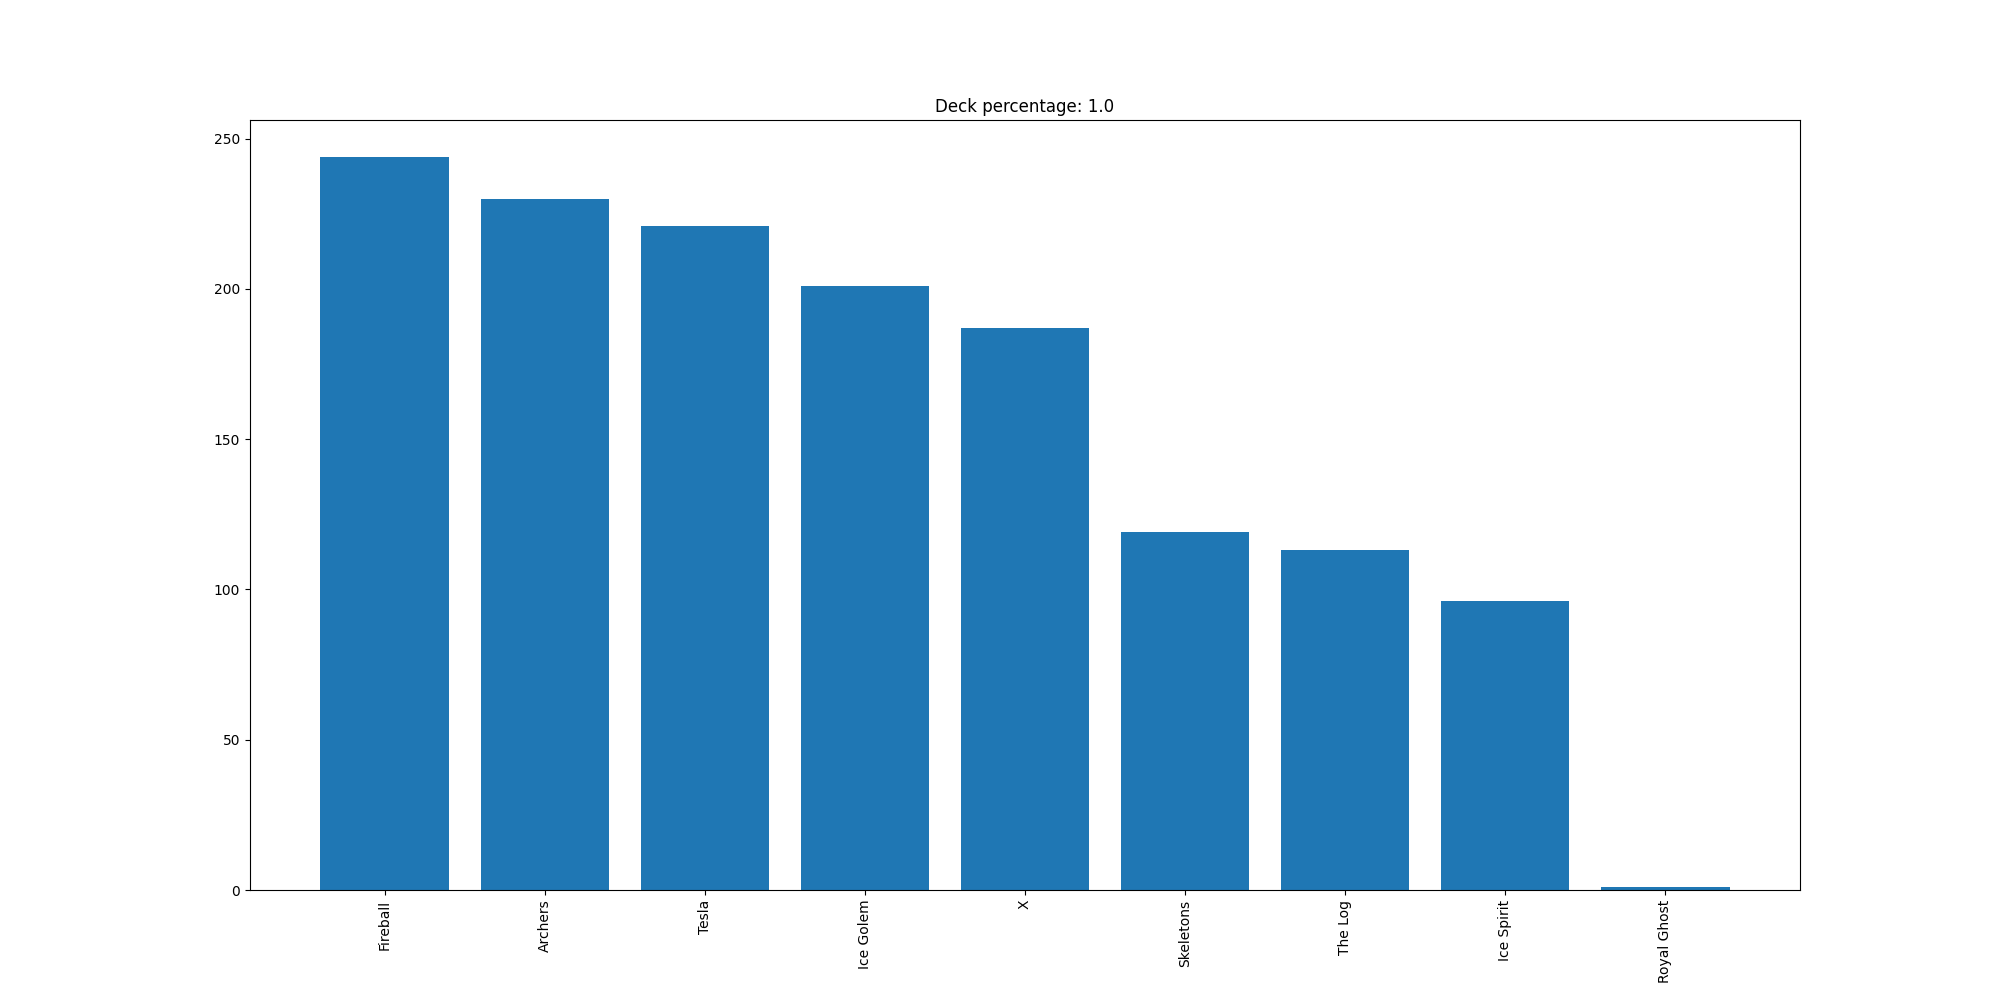 Deck percentage: 1.0
250
200
150
100
50
0
Fireball
Archers
Tesla
Ice Golem
X
Skeletons
The Log
Ice Spirit
Royal Ghost